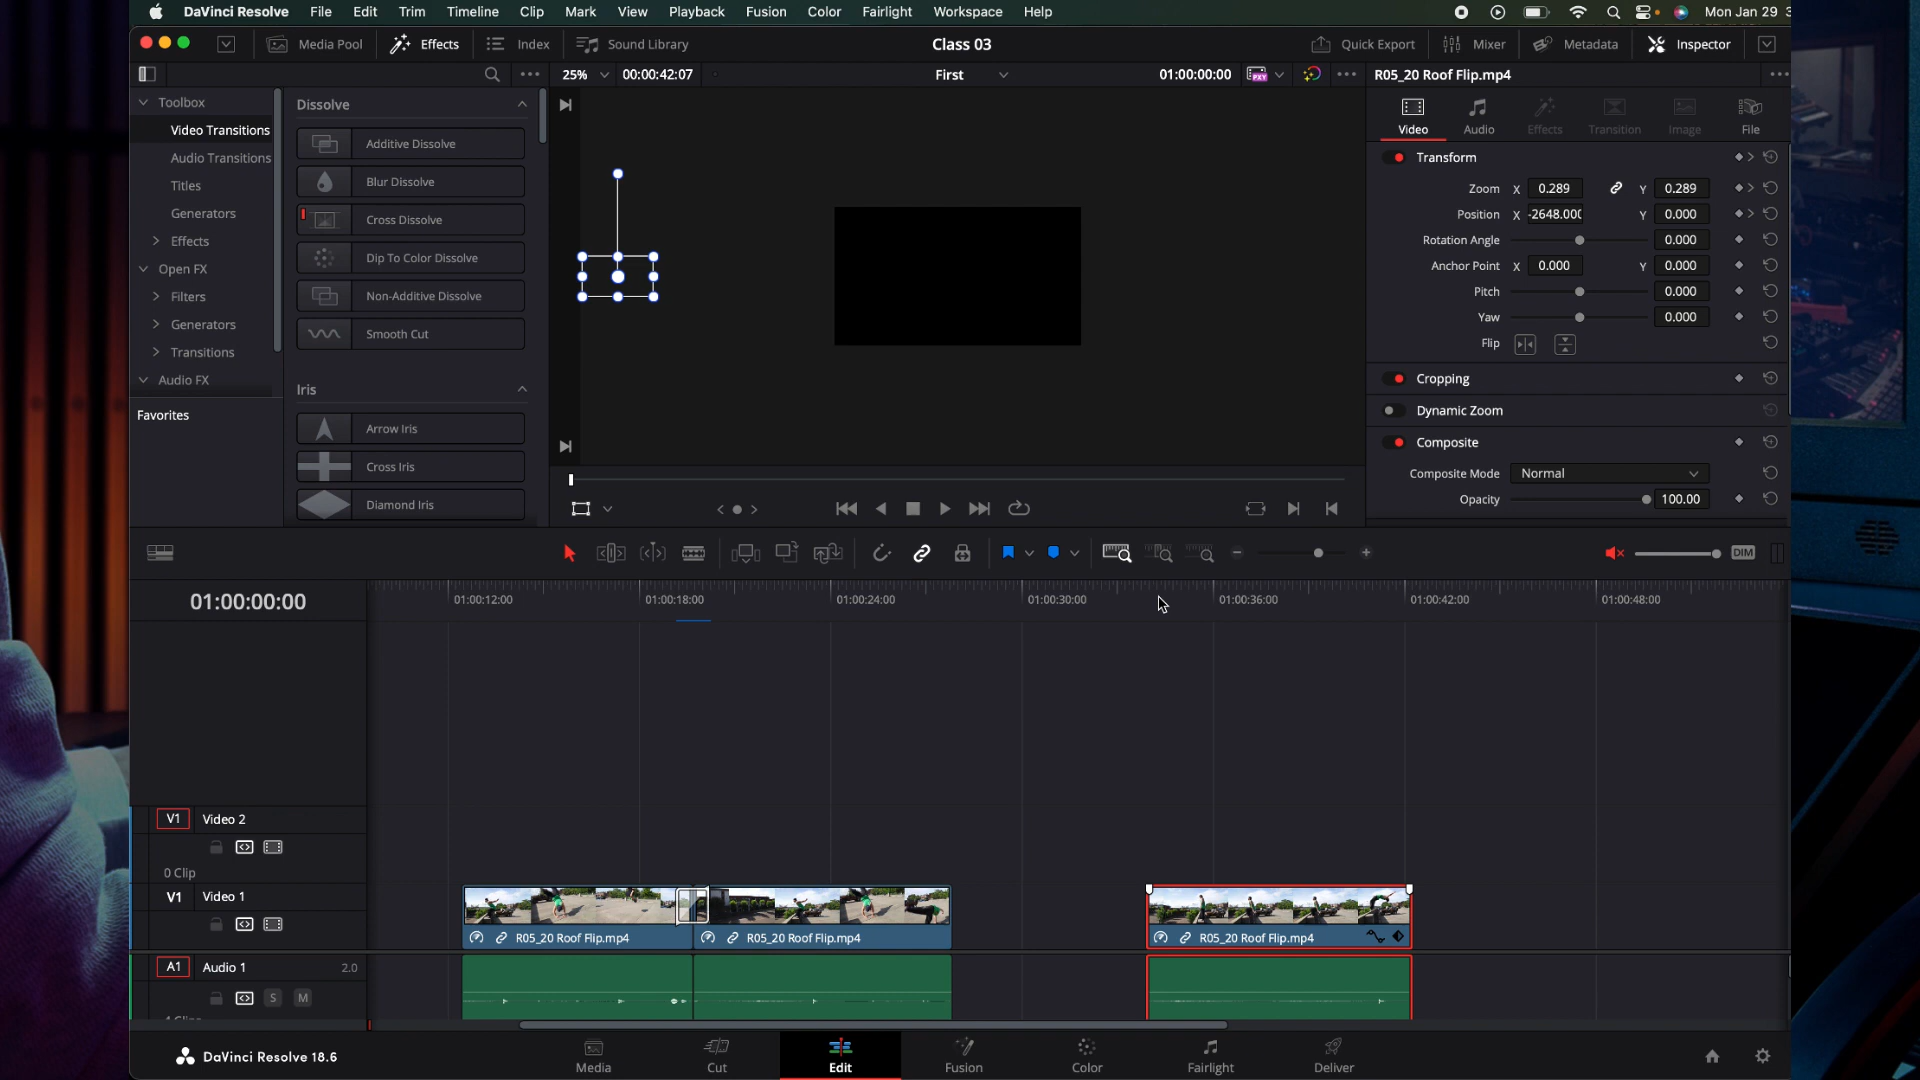 DaVinci Resolve File Edit Trim Timeline Clip Mark View Playback Fusion Color Fairlight Workspace Help Mon Jan 29
Media Pool Effects Index Sound Library Class 03 Quick Export Mixer Metadata Inspector
25% 00:00:42:07 First 01:00:00:00 R05_20 Roof Flip.mp4
Toolbox
Video Transitions
Audio Transitions
Titles
Generators
Effects
Open FX
Filters
Generators
Transitions
Audio FX
Favorites
Dissolve
Additive Dissolve
Blur Dissolve
Cross Dissolve
Dip To Color Dissolve
Non-Additive Dissolve
Smooth Cut
Iris
Arrow Iris
Cross Iris
Diamond Iris
Video Audio Effects Transition Image File
Transform
Zoom X 0.289 Y 0.289
Position X -2648.00 Y 0.000
Rotation Angle 0.000
Anchor Point X 0.000 Y 0.000
Pitch 0.000
Yaw 0.000
Flip
Cropping
Dynamic Zoom
Composite
Composite Mode Normal
Opacity 100.00
DIM
01:00:00:00 01:00:12:00 01:00:18:00 01:00:24:00 01:00:30:00 01:00:36:00 01:00:42:00 01:00:48:00
V1 Video 2
0 Clip
V1 Video 1
R05_20 Roof Flip.mp4 R05_20 Roof Flip.mp4 R05_20 Roof Flip.mp4
A1 Audio 1 2.0
S M
DaVinci Resolve 18.6 Media Cut Edit Fusion Color Fairlight Deliver